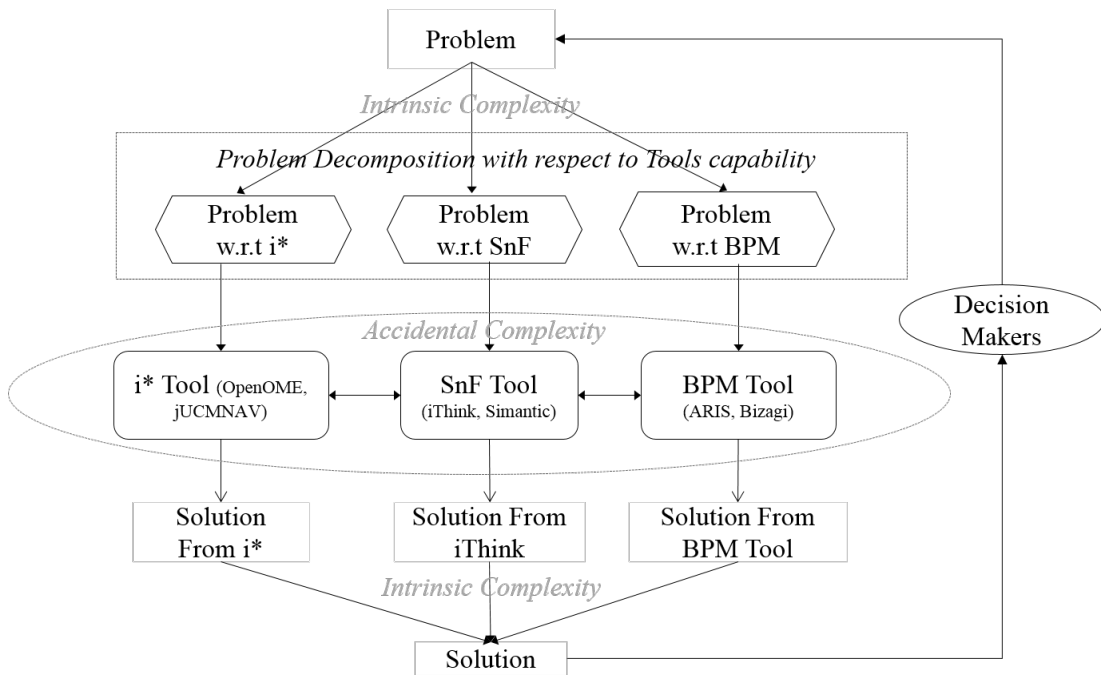 Problem
Intrinsic Complexity
Problem Decomposition with respect to Tools capability
Problem
w.r.t i*
Problem
w.r.t SnF
Problem
w.r.t BPM
Decision
Makers
Accidental Complexity
i* Tool (OpenOME,
jUCMNAV)
SnF Tool
(iThink, Simantic)
BPM Tool
(ARIS, Bizagi)
Solution
From i*
Solution From
iThink
Solution From
BPM Tool
Intrinsic Complexity
Solution